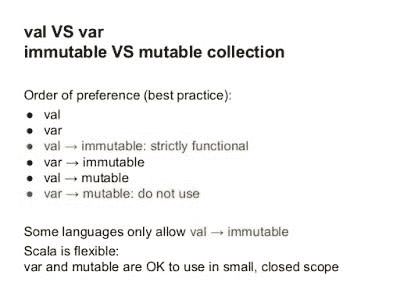 val VS var
immutable VS mutable collection
Order of preference (best practice):
● val
● var
● val → immutable: strictly functional
● var → immutable
● val → mutable
● var → mutable: do not use
Some languages only allow val → immutable
Scala is flexible:
var and mutable are OK to use in small, closed scope